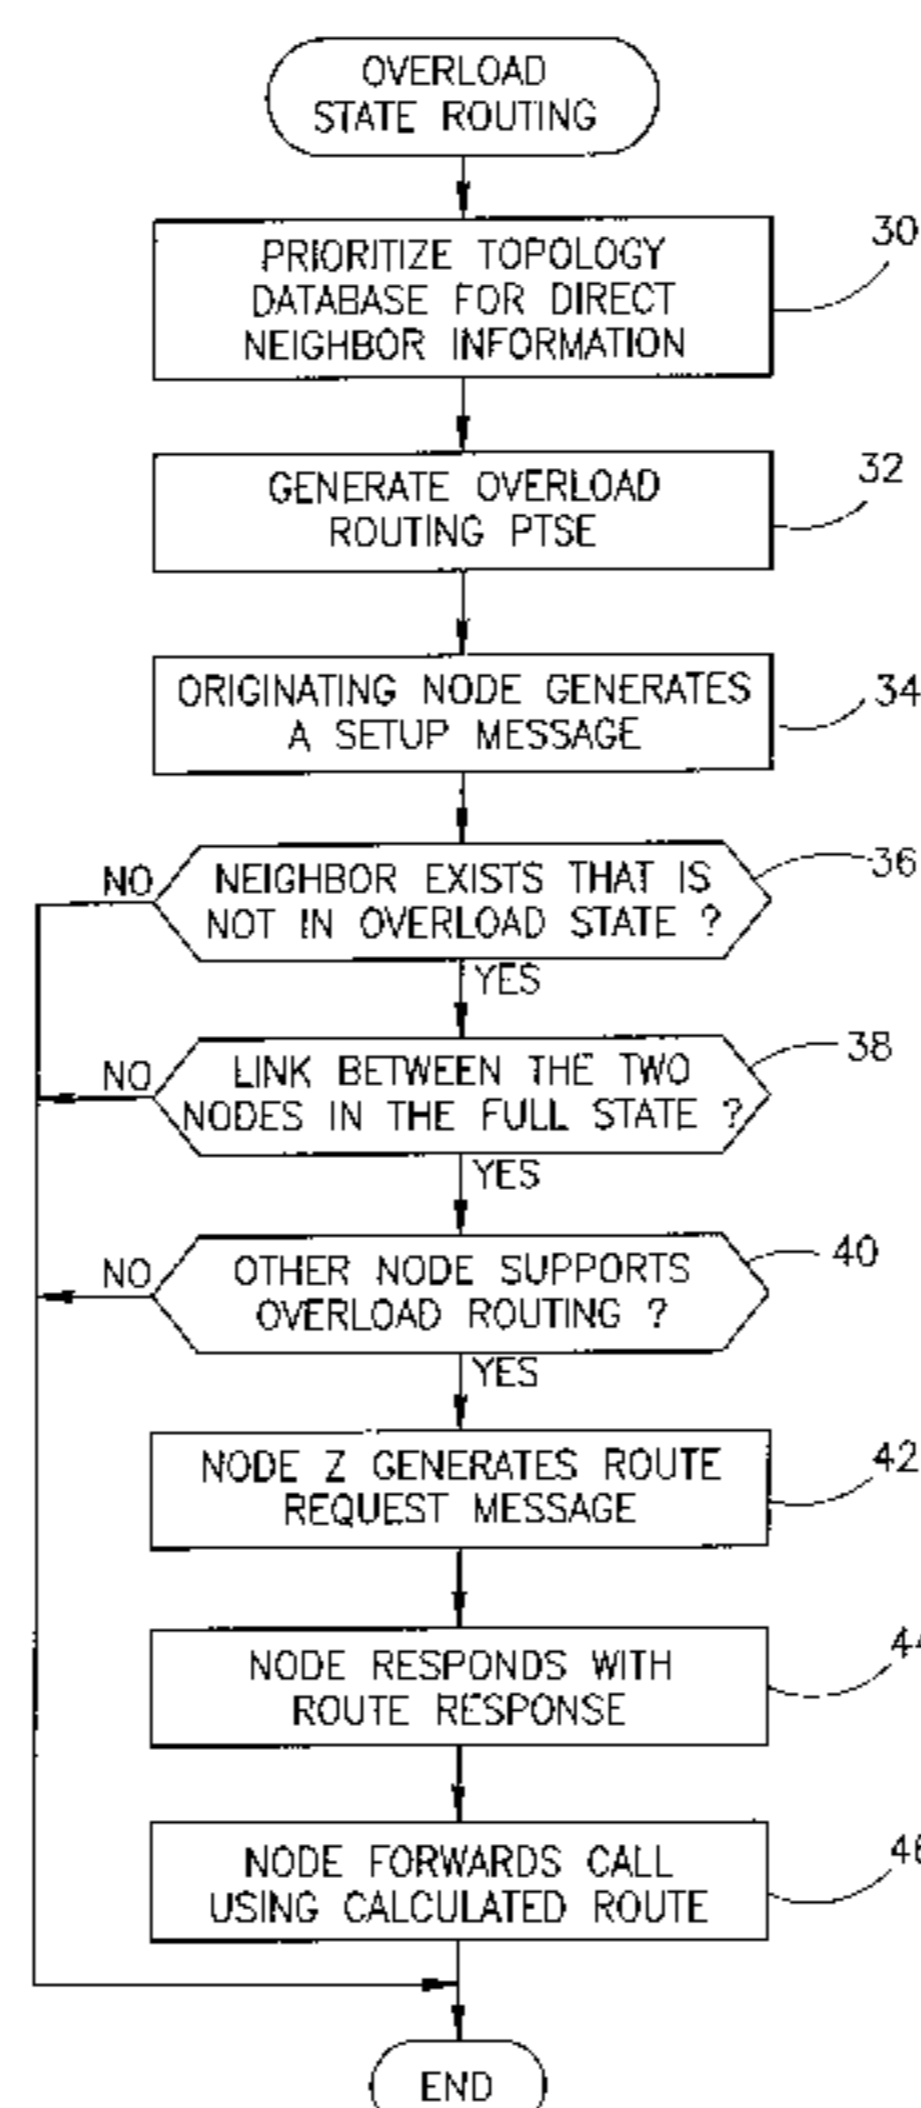 OVERLOAD
STATE ROUTING
PRIORITIZE TOPOLOGY
DATABASE FOR DIRECT
NEIGHBOR INFORMATION
30
GENERATE OVERLOAD
ROUTING PTSE
32
ORIGINATING NODE GENERATES
A SETUP MESSAGE
34
NO
NEIGHBOR EXISTS THAT IS
NOT IN OVERLOAD STATE ?
36
YES
NO
LINK BETWEEN THE TWO
NODES IN THE FULL STATE ?
38
YES
NO
OTHER NODE SUPPORTS
OVERLOAD ROUTING ?
40
YES
NODE Z GENERATES ROUTE
REQUEST MESSAGE
42
NODE RESPONDS WITH
ROUTE RESPONSE
44
NODE FORWARDS CALL
USING CALCULATED ROUTE
46
END